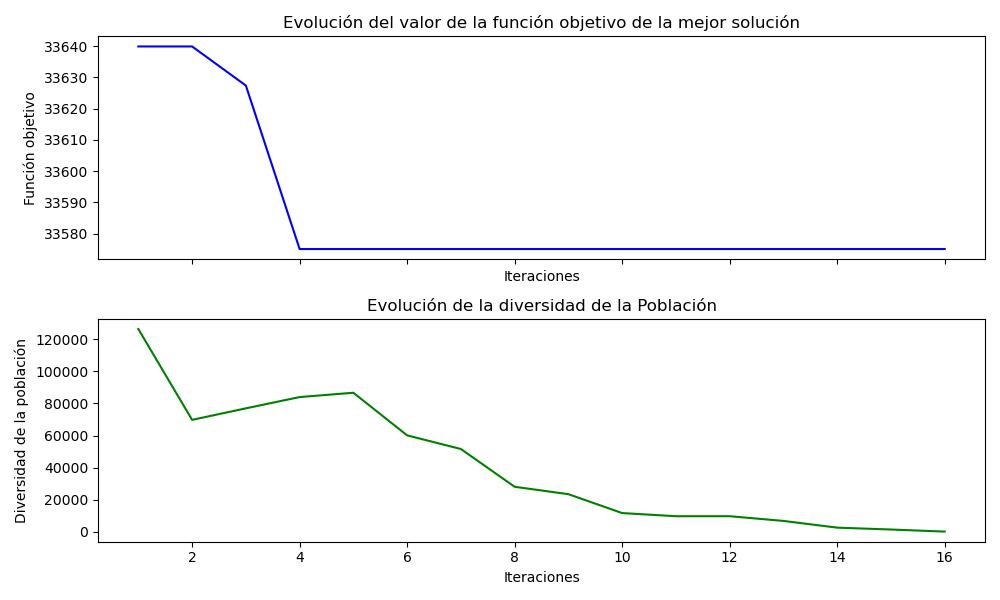 Evolución del valor de la función objetivo de la mejor solución
33640
33630
33620
33610
33600
33590
33580
Función objetivo
Iteraciones
Evolución de la diversidad de la Población
120000
100000
80000
60000
40000
20000
0
Diversidad de la población
2 4 6 8 10 12 14 16
Iteraciones